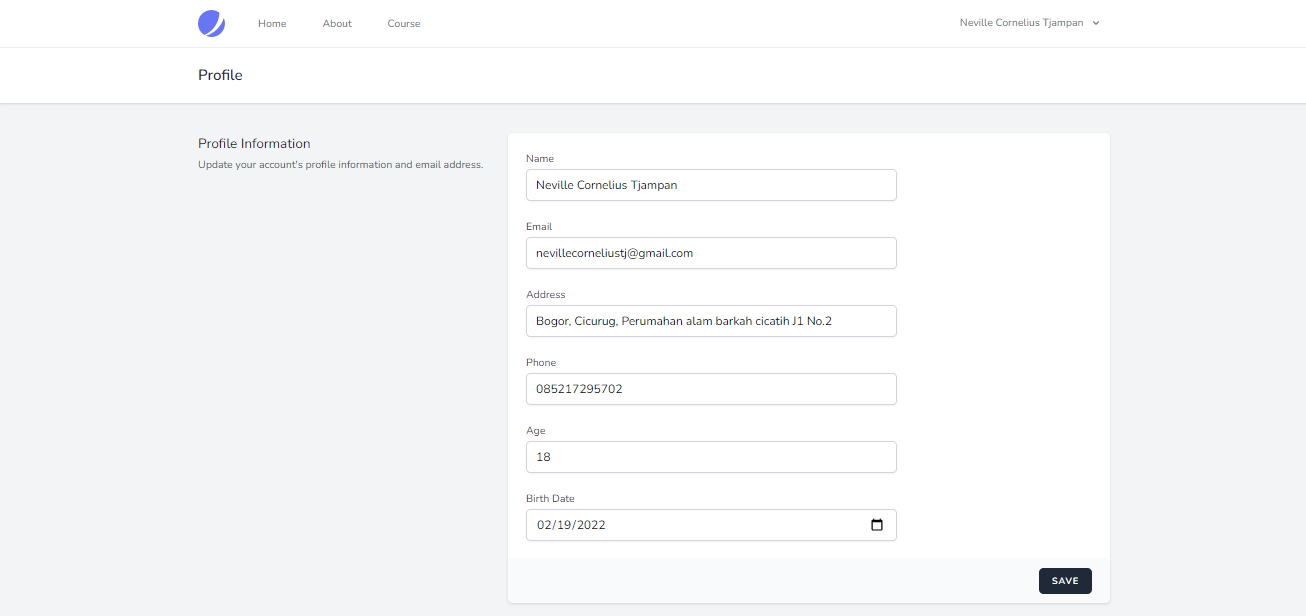 Home About Course Neville Cornelius Tjampan
Profile
Profile Information
Update your account's profile information and email address.
Name
Neville Cornelius Tjampan
Email
nevillecorneliustj@gmail.com
Address
Bogor, Cicurug, Perumahan alam barkah cicatih J1 No.2
Phone
085217295702
Age
18
Birth Date
02/19/2022
SAVE